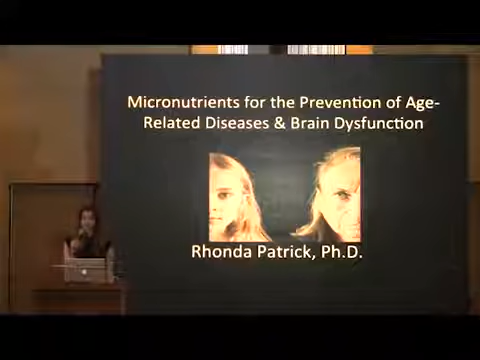 Micronutrients for the Prevention of Age-
Related Diseases & Brain Dysfunction
Rhonda Patrick, Ph.D.